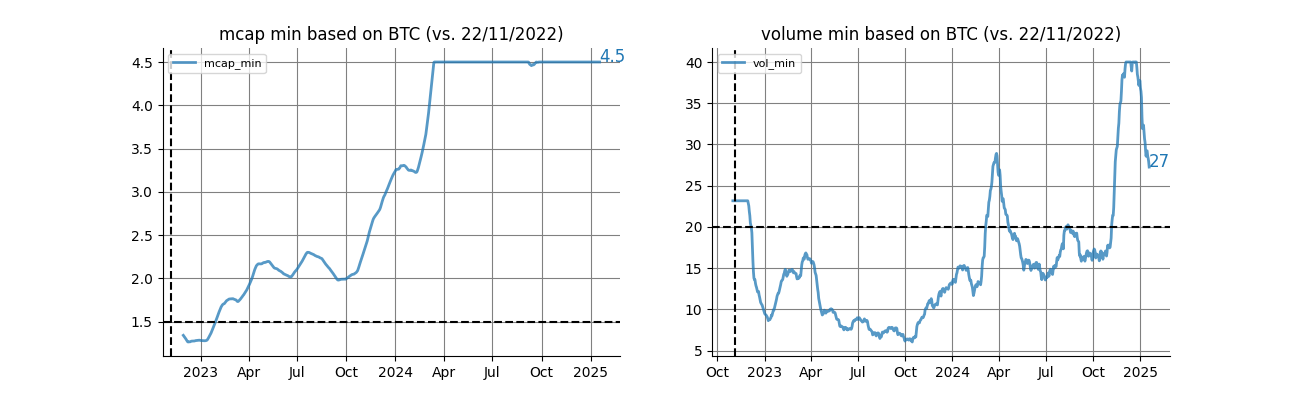 mcap min based on BTC (vs. 22/11/2022)
4.5
mcap_min
4.5
4.0
3.5
3.0
2.5
2.0
1.5
2023 Apr Jul Oct 2024 Apr Jul Oct 2025
volume min based on BTC (vs. 22/11/2022)
vol_min
40
35
30
25
20
15
10
5
27
Oct 2023 Apr Jul Oct 2024 Apr Jul Oct 2025